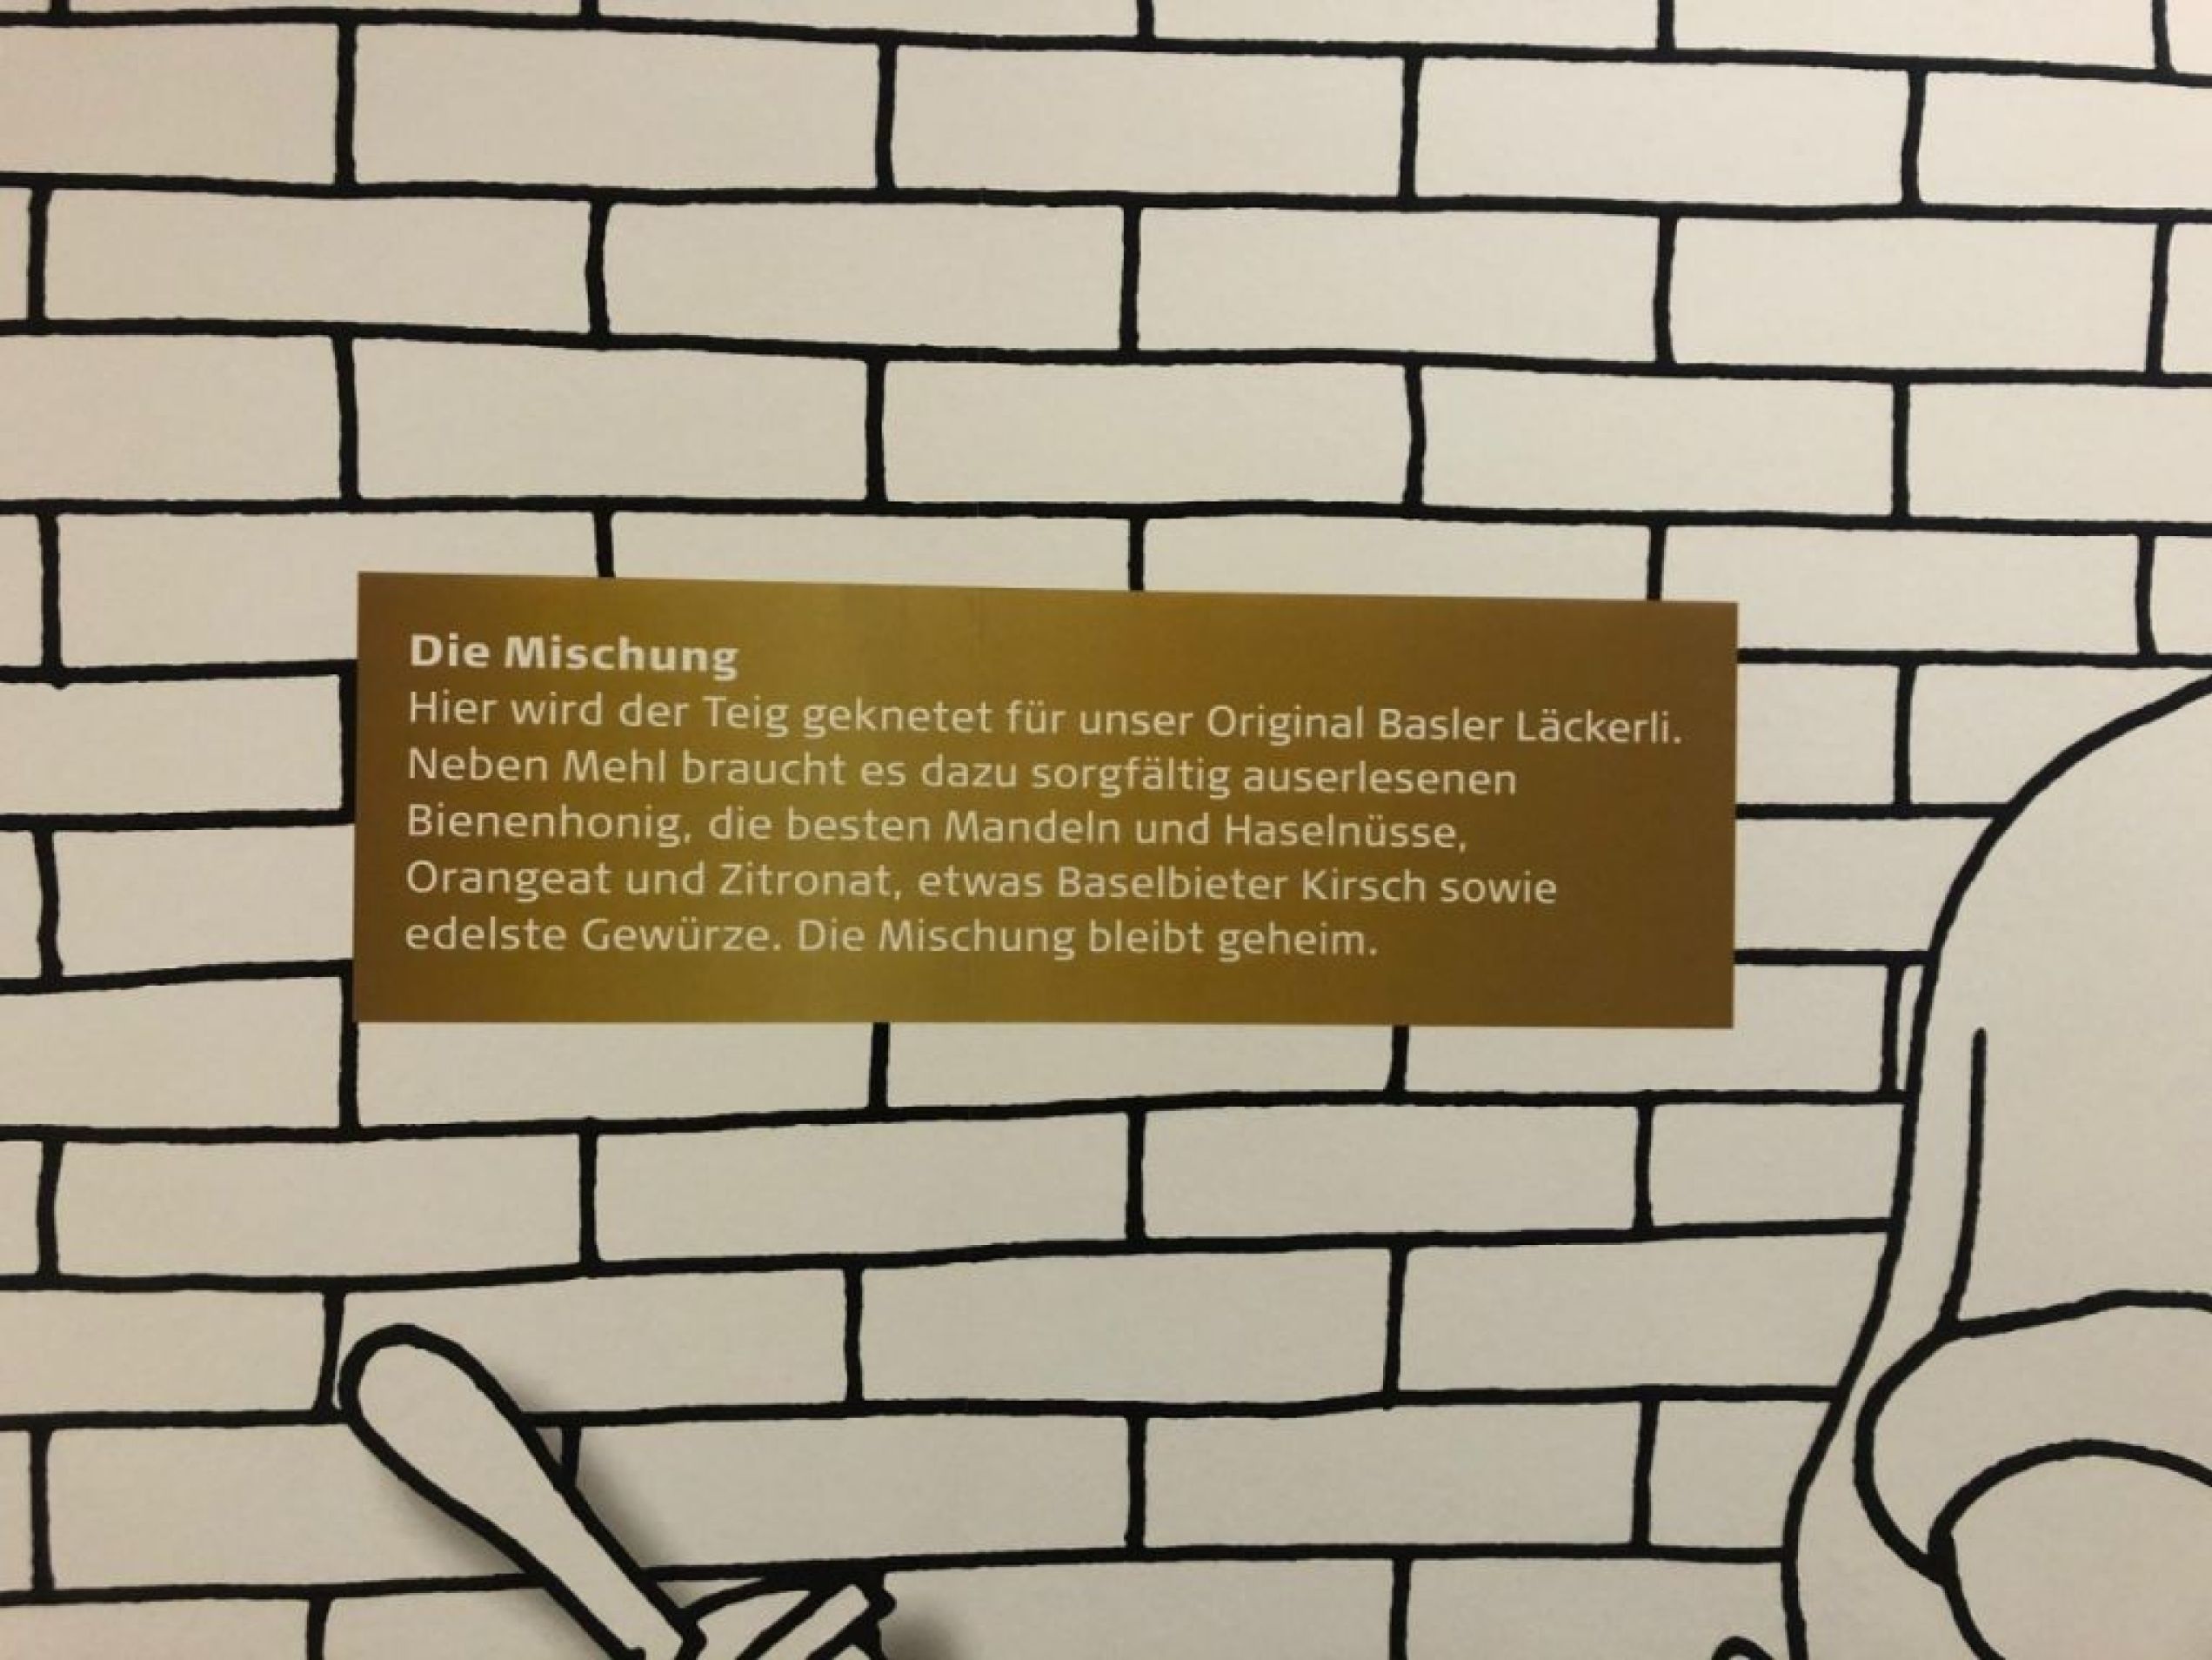 Die Mischung
Hier wird der Teig geknetet für unser Original Basler Läckerli.
Neben Mehl braucht es dazu sorgfältig auserlesenen
Bienenhonig, die besten Mandeln und Haselnüsse,
Orangeat und Zitronat, etwas Baselbieter Kirsch sowie
edelste Gewürze. Die Mischung bleibt geheim.